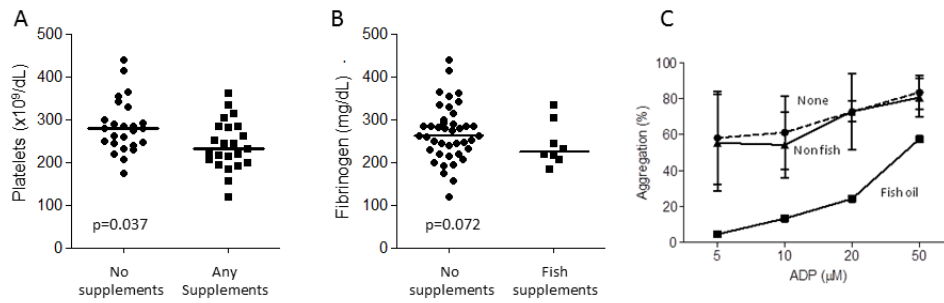 A
Platelets (x10⁹/dL)
500
400
300
200
100
0
p=0.037
No
supplements
Any
Supplements
B
Fibrinogen (mg/dL)
500
400
300
200
100
0
p=0.072
No
supplements
Fish
supplements
C
Aggregation (%)
100
80
60
40
20
0
None
Nonfish
Fish oil
5
10
20
50
ADP (μM)